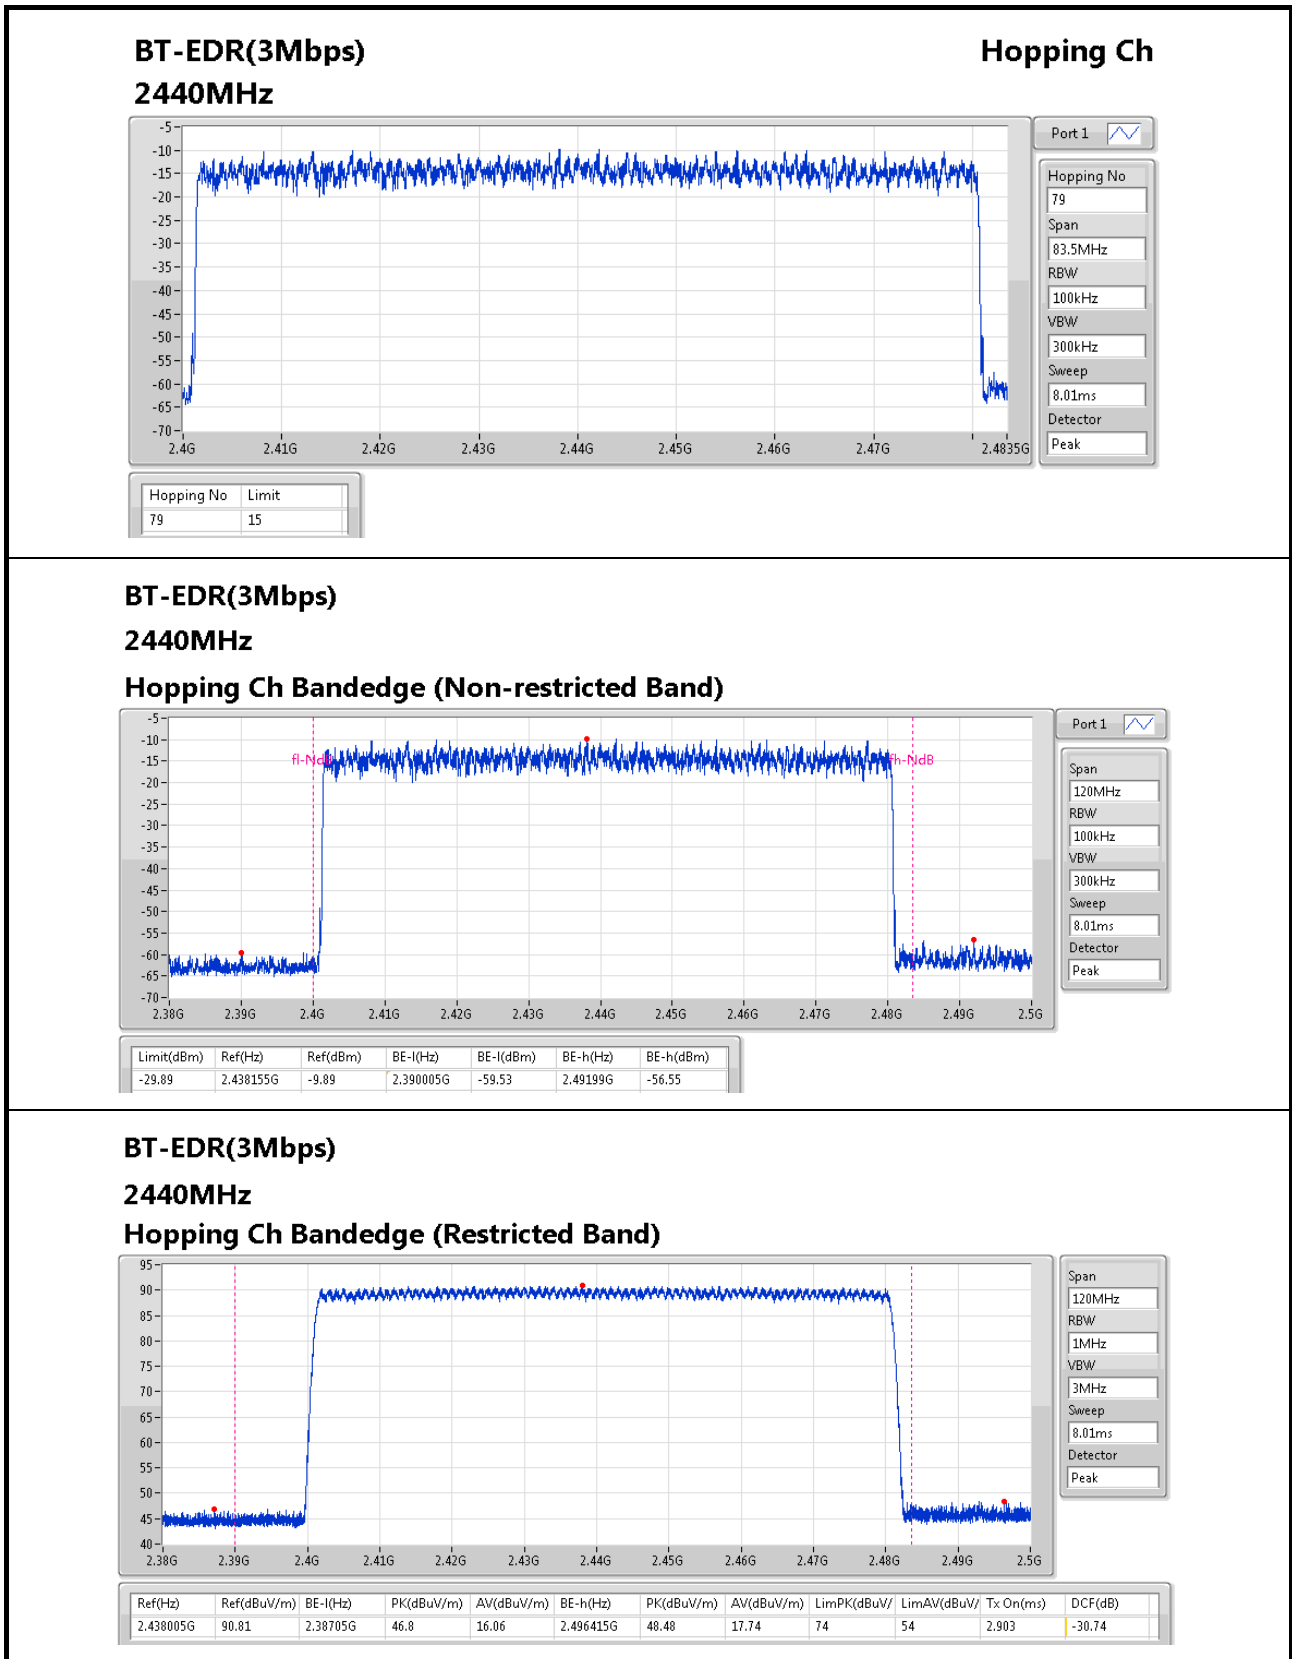 BT-EDR(3Mbps) Hopping Ch
2440MHz
Port 1
-5
-10
-15
-20
-25
-30
-35
-40
-45
-50
-55
-60
-65
-70
2.4G 2.41G 2.42G 2.43G 2.44G 2.45G 2.46G 2.47G 2.4835G
Hopping No
79
Span
83.5MHz
RBW
100kHz
VBW
300kHz
Sweep
8.01ms
Detector
Peak
Hopping No Limit
79 15
BT-EDR(3Mbps)
2440MHz
Hopping Ch Bandedge (Non-restricted Band)
Port 1
-5
-10
-15
-20
-25
-30
-35
-40
-45
-50
-55
-60
-65
-70
fl-NdB fh-NdB
2.38G 2.39G 2.4G 2.41G 2.42G 2.43G 2.44G 2.45G 2.46G 2.47G 2.48G 2.49G 2.5G
Span
120MHz
RBW
100kHz
VBW
300kHz
Sweep
8.01ms
Detector
Peak
Limit(dBm) Ref(Hz) Ref(dBm) BE-l(Hz) BE-l(dBm) BE-h(Hz) BE-h(dBm)
-29.89 2.438155G -9.89 2.390005G -59.53 2.49199G -56.55
BT-EDR(3Mbps)
2440MHz
Hopping Ch Bandedge (Restricted Band)
95
90
85
80
75
70
65
60
55
50
45
40
2.38G 2.39G 2.4G 2.41G 2.42G 2.43G 2.44G 2.45G 2.46G 2.47G 2.48G 2.49G 2.5G
Span
120MHz
RBW
1MHz
VBW
3MHz
Sweep
8.01ms
Detector
Peak
Ref(Hz) Ref(dBuV/m) BE-l(Hz) PK(dBuV/m) AV(dBuV/m) BE-h(Hz) PK(dBuV/m) AV(dBuV/m) LimPK(dBuV/ LimAV(dBuV/ Tx On(ms) DCF(dB)
2.438005G 90.81 2.38705G 46.8 16.06 2.496415G 48.48 17.74 74 54 2.903 -30.74